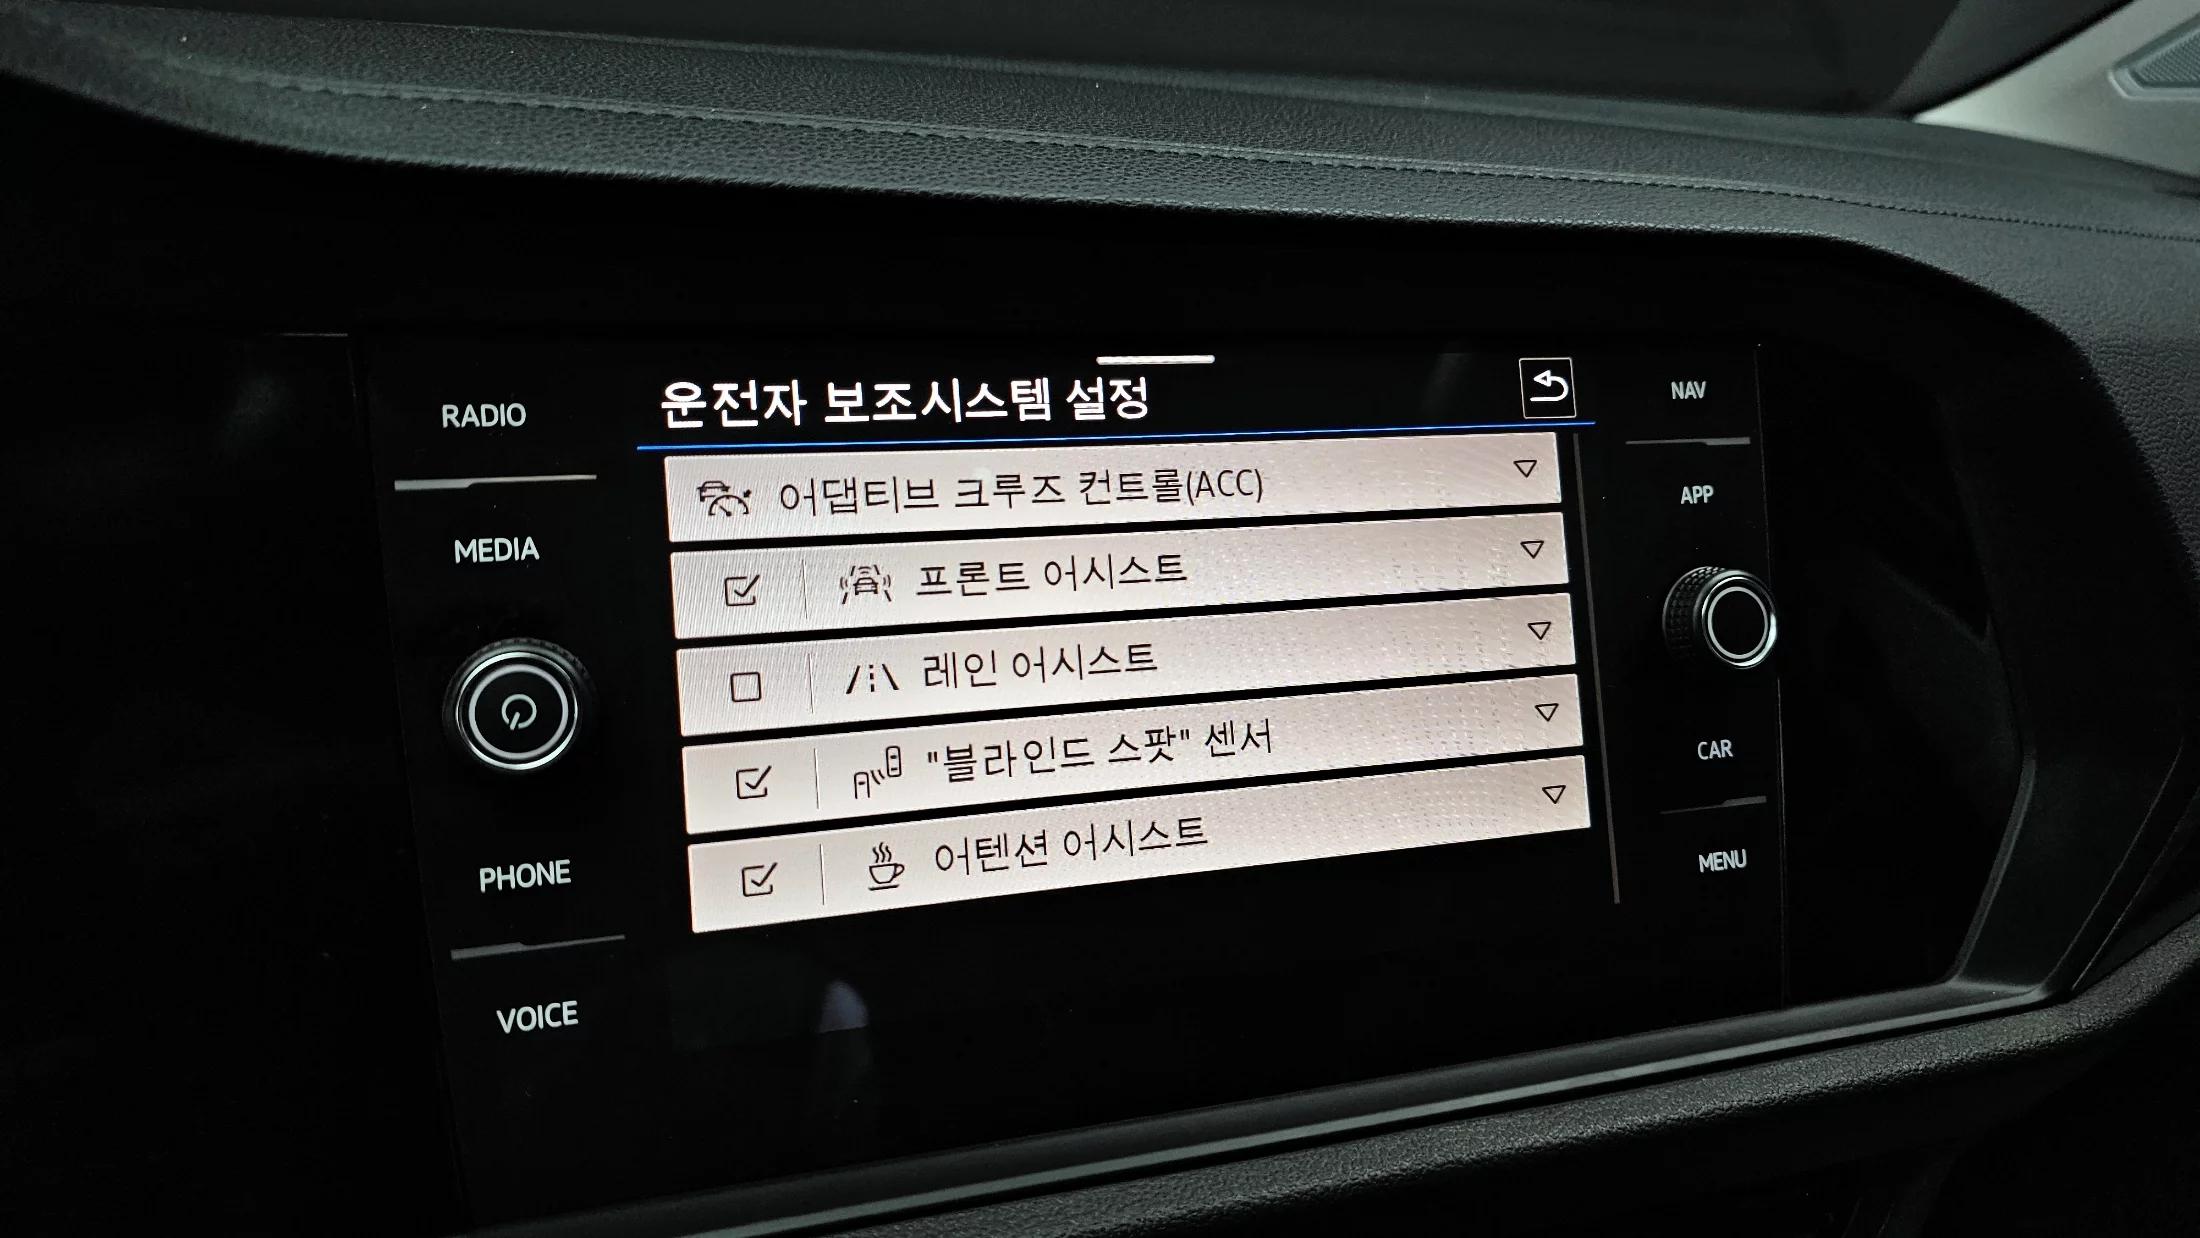 운전자 보조시스템 설정
어댑티브 크루즈 컨트롤(ACC)
프론트 어시스트
레인 어시스트
"블라인드 스팟" 센서
어텐션 어시스트
RADIO
MEDIA
PHONE
VOICE
NAV
APP
CAR
MENU